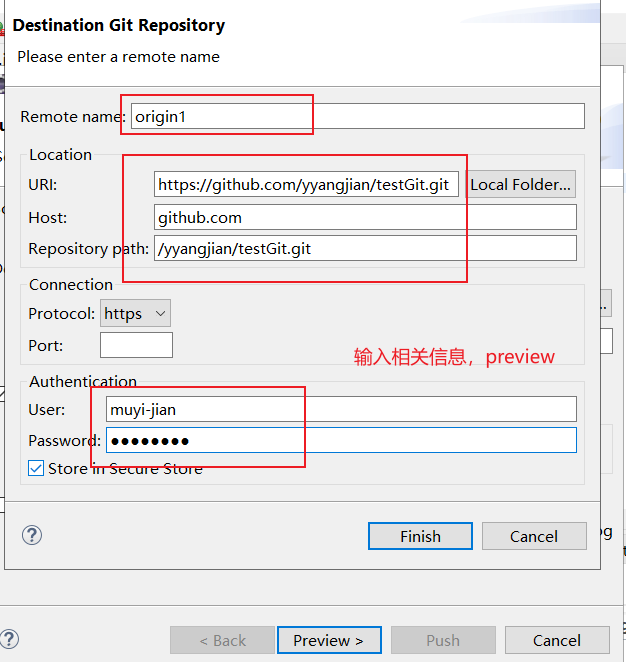 Destination Git Repository
Please enter a remote name
Remote name: origin1
Location
URI: https://github.com/yyangjian/testGit.git Local Folder...
Host: github.com
Repository path: /yyangjian/testGit.git
Connection
Protocol: https
Port:
输入相关信息，preview
Authentication
User: muyi-jian
Password: ●●●●●●●●
Store in Secure Store
Finish Cancel
< Back Preview > Push Cancel